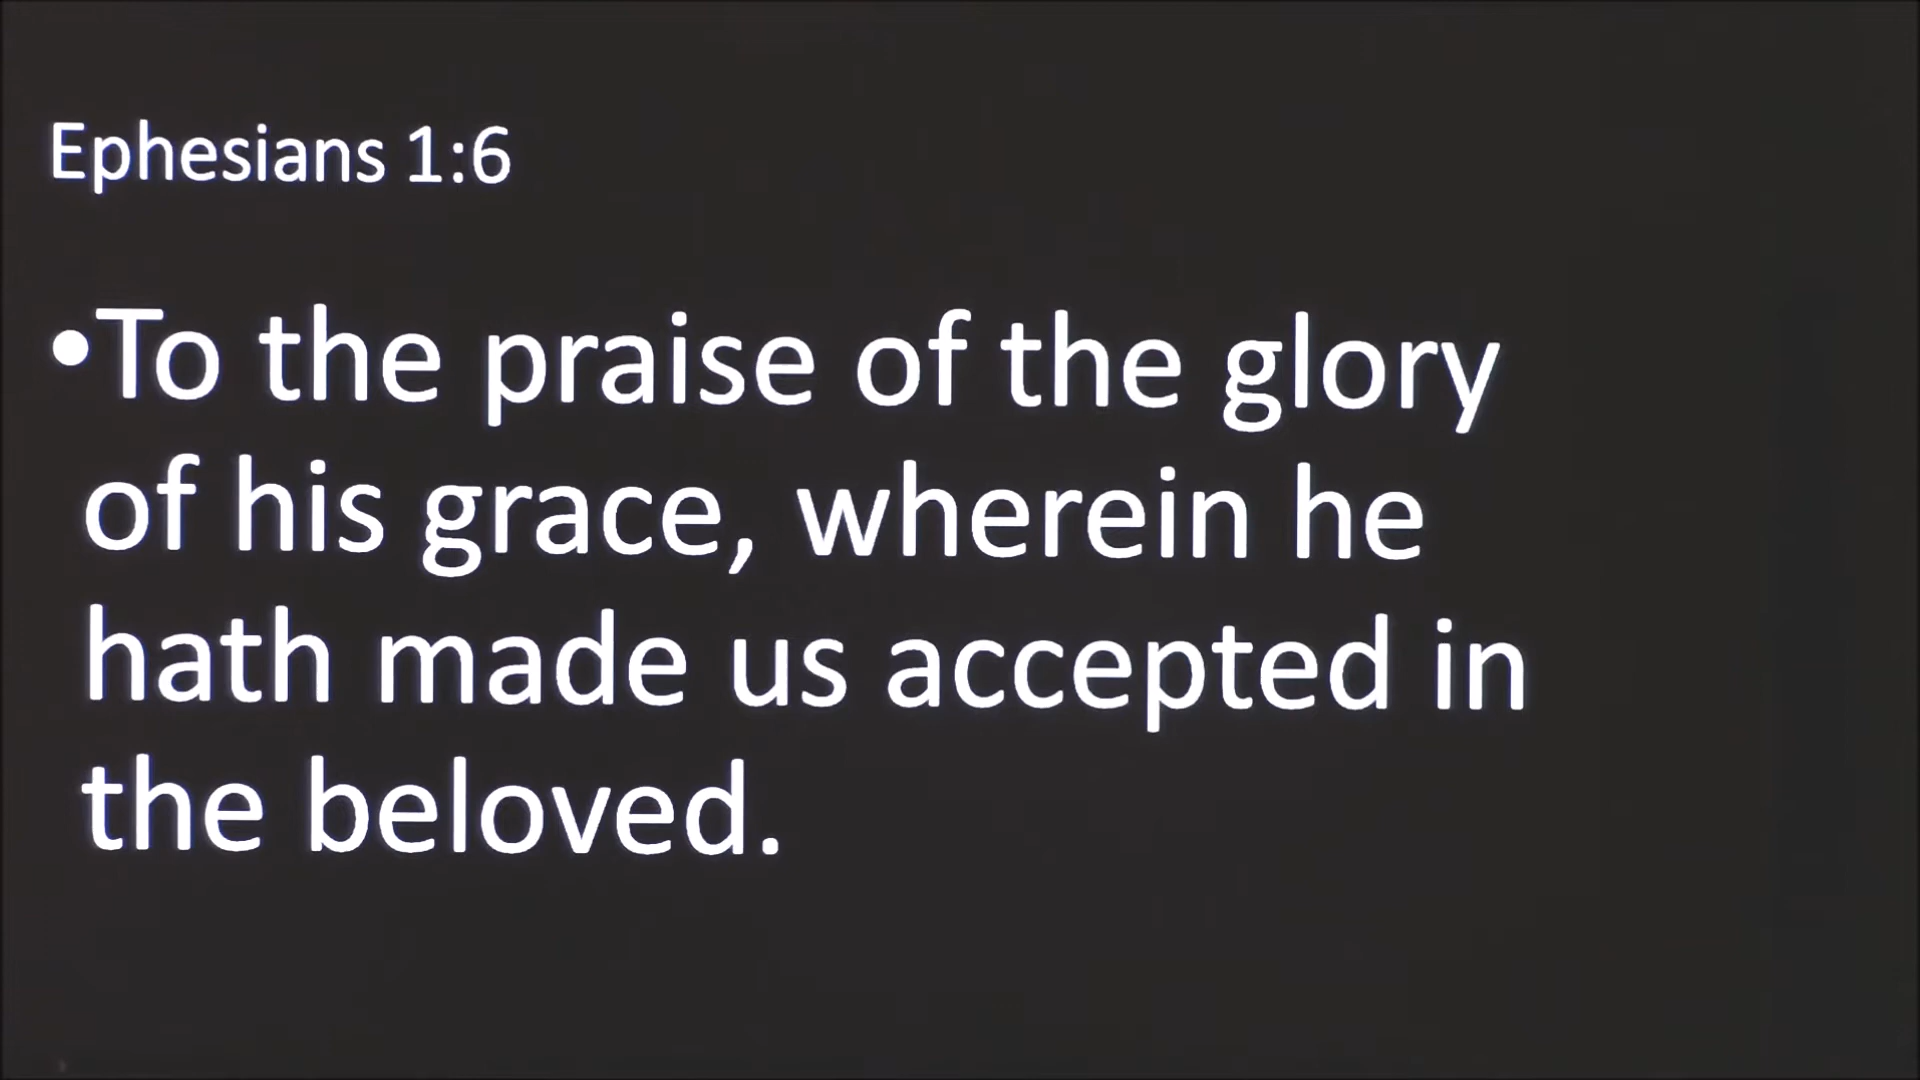 Ephesians 1:6
•To the praise of the glory
of his grace, wherein he
hath made us accepted in
the beloved.